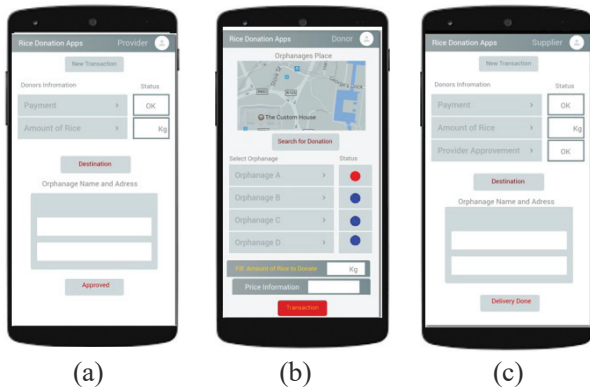 Rice Donation Apps Provider
New Transaction
Donors Infromation Status
Payment > OK
Amount of Rice > Kg
Destination
Orphanage Name and Adress
Approved
(a)
Rice Donation Apps Donor
Orphanages Place
George's Dock
The Custom House
Search for Donation
Select Orphanage Status
Orphanage A >
Orphanage B >
Orphanage C >
Orphanage D >
Fill Amount of Rice to Donate Kg
Price Information
Transaction
(b)
Rice Donation Apps Supplier
New Transaction
Donors Infromation Status
Payment > OK
Amount of Rice > Kg
Provider Approvement > OK
Destination
Orphanage Name and Adress
Delivery Done
(c)